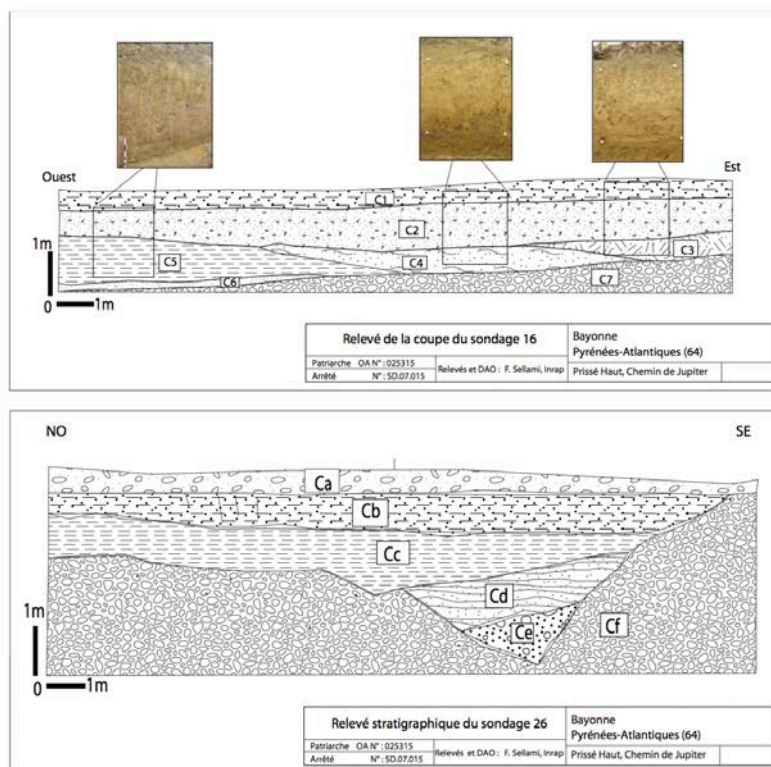 Ouest
Est
C1
C2
C3
C4
C5
C6
C7
1m
0 1m
Relevé de la coupe du sondage 16
Bayonne
Pyrénées-Atlantiques (64)
Patriarche OA N° : 025315
Relevés et DAO : F. Sellami, Inrap
Prissé Haut, Chemin de Jupiter
Arrêté N° : SD.07.015
NO
SE
Ca
Cb
Cc
Cd
Ce
Cf
1m
0 1m
Relevé stratigraphique du sondage 26
Bayonne
Pyrénées-Atlantiques (64)
Patriarche OA N° : 025315
Relevés et DAO : F. Sellami, Inrap
Prissé Haut, Chemin de Jupiter
Arrêté N° : SD.07.015